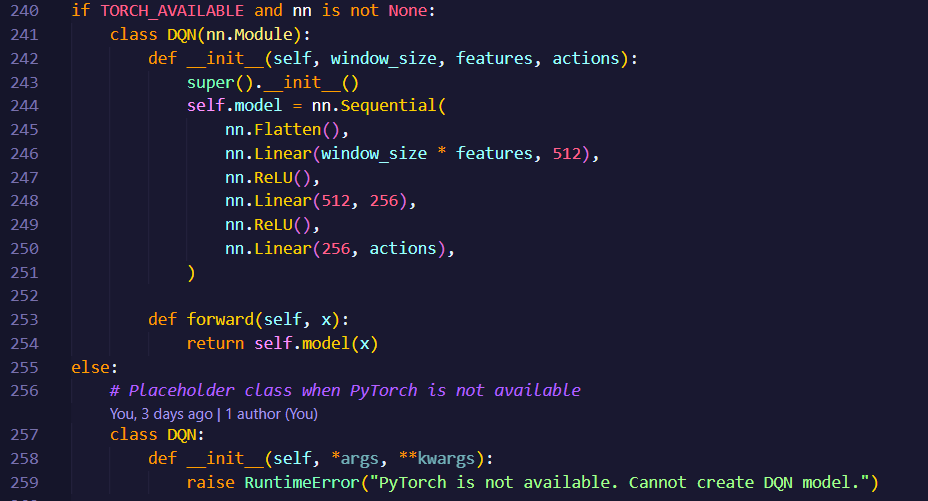 240 if TORCH_AVAILABLE and nn is not None:
241     class DQN(nn.Module):
242         def __init__(self, window_size, features, actions):
243             super().__init__()
244             self.model = nn.Sequential(
245                 nn.Flatten(),
246                 nn.Linear(window_size * features, 512),
247                 nn.ReLU(),
248                 nn.Linear(512, 256),
249                 nn.ReLU(),
250                 nn.Linear(256, actions),
251             )
252
253         def forward(self, x):
254             return self.model(x)
255 else:
256     # Placeholder class when PyTorch is not available
You, 3 days ago | 1 author (You)
257     class DQN:
258         def __init__(self, *args, **kwargs):
259             raise RuntimeError("PyTorch is not available. Cannot create DQN model.")